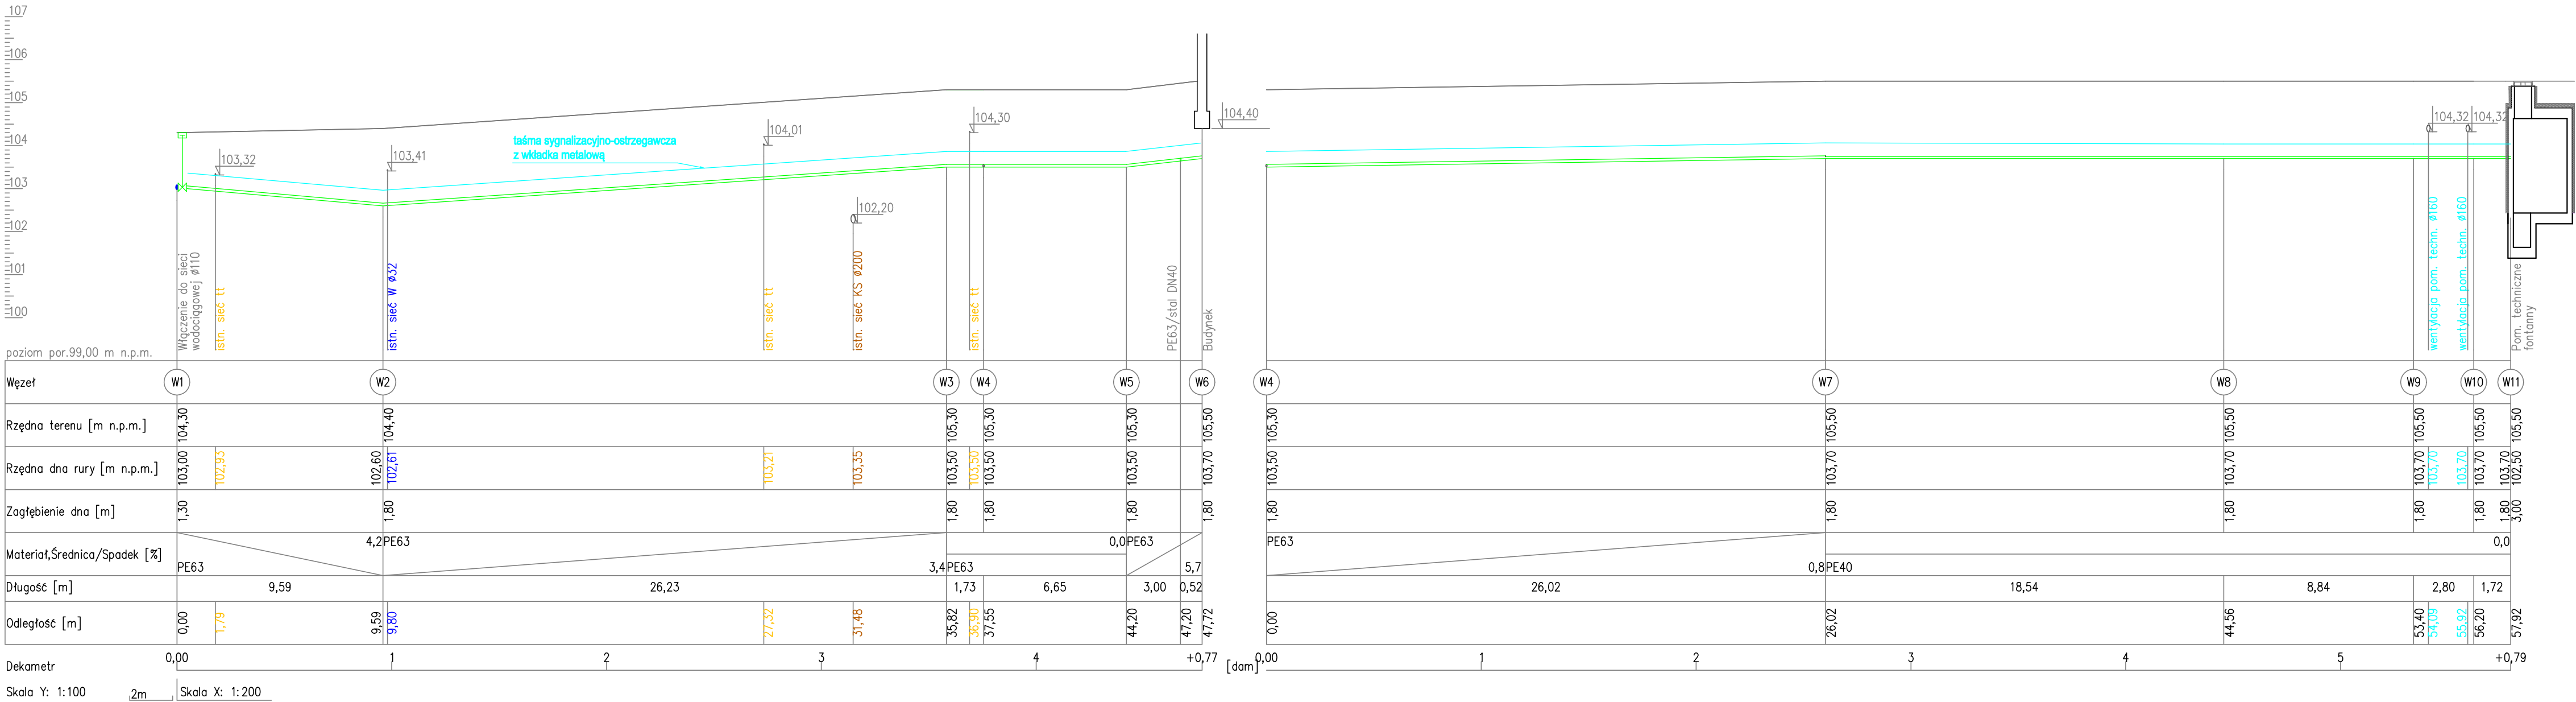 107
106
105
104
103
102
101
100
103,32
103,41
taśma sygnalizacyjno-ostrzegawcza
z wkładka metalową
104,01
102,20
104,30
104,40
104,32
104,32
Włączenie do sieci
wodociągowej ø110
istn. sieć tt
istn. sieć W ø32
istn. sieć tt
istn. sieć KS ø200
istn. sieć tt
PE63/stal DN40
Budynek
wentylacja pom. techn. ø160
wentylacja pom. techn. ø160
Pom. techniczne
fontanny
poziom por.99,00 m n.p.m.
Węzeł W1 W2 W3 W4 W5 W6 W4 W7 W8 W9 W10 W11
Rzędna terenu [m n.p.m.] 104,30 104,40 105,30 105,30 105,30 105,50 105,30 105,50 105,50 105,50 105,50 105,50
Rzędna dna rury [m n.p.m.] 103,00 102,93 102,60 102,61 103,21 103,35 103,50 103,50 103,50 103,50 103,70 103,50 103,70 103,70 103,70 103,70 103,70 103,70 103,70 102,50
Zagłębienie dna [m] 1,30 1,80 1,80 1,80 1,80 1,80 1,80 1,80 1,80 1,80 1,80 1,80 3,00
Materiał,Średnica/Spadek [%] PE63 4,2 PE63 3,4 PE63 0,0 PE63 5,7 PE63 0,8 PE40 0,0
Długość [m] 9,59 26,23 1,73 6,65 3,00 0,52 26,02 18,54 8,84 2,80 1,72
Odległość [m] 0,00 1,79 9,59 9,80 27,32 31,48 35,82 36,90 37,55 44,20 47,20 47,72 0,00 26,02 44,56 53,40 54,09 55,92 56,20 57,92
Dekametr 0,00 1 2 3 4 +0,77 [dam] 0,00 1 2 3 4 5 +0,79
Skala Y: 1:100 2m Skala X: 1:200